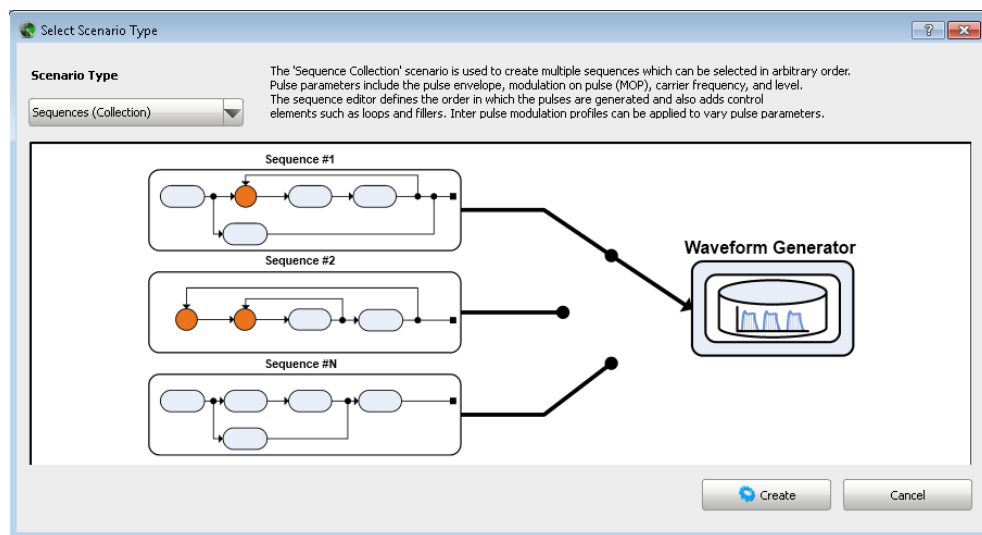 Select Scenario Type
?
Scenario Type
Sequences (Collection)
The 'Sequence Collection' scenario is used to create multiple sequences which can be selected in arbitrary order.
Pulse parameters include the pulse envelope, modulation on pulse (MOP), carrier frequency, and level.
The sequence editor defines the order in which the pulses are generated and also adds control
elements such as loops and fillers. Inter pulse modulation profiles can be applied to vary pulse parameters.
Sequence #1
Sequence #2
Sequence #N
Waveform Generator
Create
Cancel